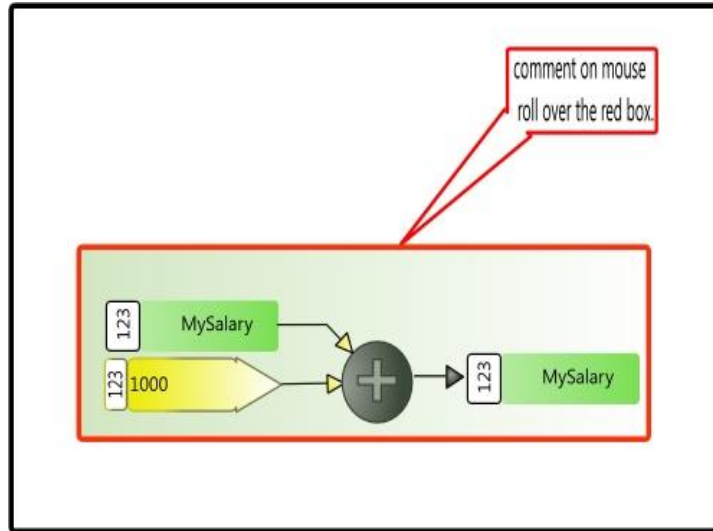 comment on mouse
roll over the red box.
123
MySalary
123
1000
123
MySalary